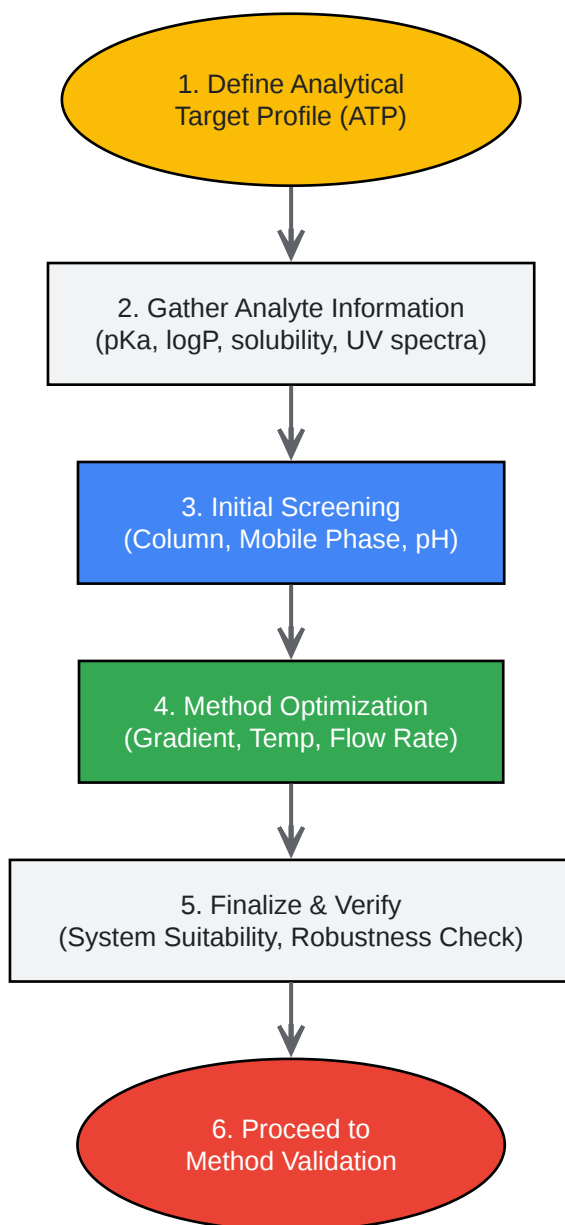 1. Define Analytical
Target Profile (ATP)
2. Gather Analyte Information
(pKa, logP, solubility, UV spectra)
3. Initial Screening
(Column, Mobile Phase, pH)
4. Method Optimization
(Gradient, Temp, Flow Rate)
5. Finalize & Verify
(System Suitability, Robustness Check)
6. Proceed to
Method Validation